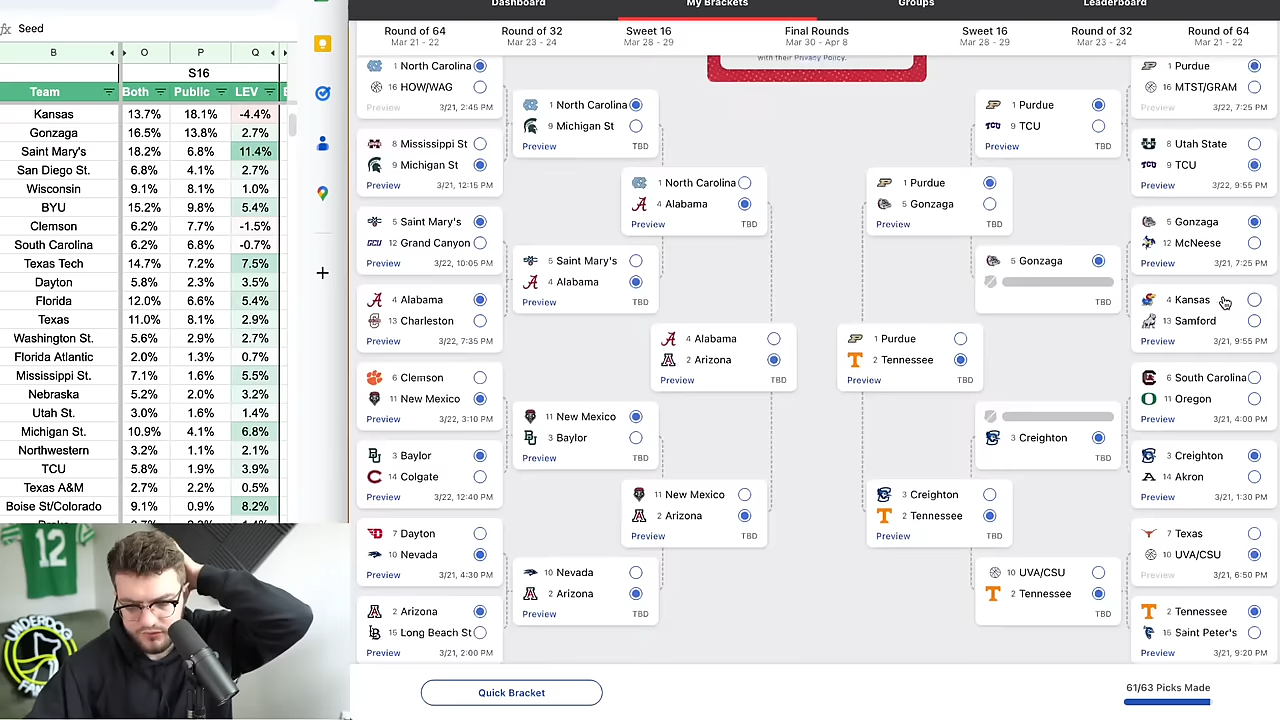 Dashboard
My Brackets
Groups
Leaderboard
fx Seed
B O P Q
S16
Team Both Public LEV
Kansas 13.7% 18.1% -4.4%
Gonzaga 16.5% 13.8% 2.7%
Saint Mary's 18.2% 6.8% 11.4%
San Diego St. 6.8% 4.1% 2.7%
Wisconsin 9.1% 8.1% 1.0%
BYU 15.2% 9.8% 5.4%
Clemson 6.2% 7.7% -1.5%
South Carolina 6.2% 6.8% -0.7%
Texas Tech 14.7% 7.2% 7.5%
Dayton 5.8% 2.3% 3.5%
Florida 12.0% 6.6% 5.4%
Texas 11.0% 8.1% 2.9%
Washington St. 5.6% 2.9% 2.7%
Florida Atlantic 2.0% 1.3% 0.7%
Mississippi St. 7.1% 1.6% 5.5%
Nebraska 5.2% 2.0% 3.2%
Utah St. 3.0% 1.6% 1.4%
Michigan St. 10.9% 4.1% 6.8%
Northwestern 3.2% 1.1% 2.1%
TCU 5.8% 1.9% 3.9%
Texas A&M 2.7% 2.2% 0.5%
Boise St/Colorado 9.1% 0.9% 8.2%
12
UNDERDOG
Round of 64
Mar 21 - 22
Round of 32
Mar 23 - 24
Sweet 16
Mar 28 - 29
Final Rounds
Mar 30 - Apr 8
Sweet 16
Mar 28 - 29
Round of 32
Mar 23 - 24
Round of 64
Mar 21 - 22
with their Privacy Policy.
1 North Carolina
16 HOW/WAG
Preview 3/21, 2:45 PM
8 Mississippi St
9 Michigan St
Preview 3/21, 12:15 PM
5 Saint Mary's
12 Grand Canyon
Preview 3/22, 10:05 PM
4 Alabama
13 Charleston
Preview 3/22, 7:35 PM
6 Clemson
11 New Mexico
Preview 3/22, 3:10 PM
3 Baylor
14 Colgate
Preview 3/22, 12:40 PM
7 Dayton
10 Nevada
Preview 3/21, 4:30 PM
2 Arizona
15 Long Beach St
Preview 3/21, 2:00 PM
1 North Carolina
9 Michigan St
Preview TBD
5 Saint Mary's
4 Alabama
Preview TBD
11 New Mexico
3 Baylor
Preview TBD
10 Nevada
2 Arizona
Preview TBD
1 North Carolina
4 Alabama
Preview TBD
11 New Mexico
2 Arizona
Preview TBD
4 Alabama
2 Arizona
Preview TBD
1 Purdue
2 Tennessee
Preview TBD
1 Purdue
5 Gonzaga
Preview TBD
3 Creighton
2 Tennessee
Preview TBD
1 Purdue
9 TCU
Preview TBD
5 Gonzaga
TBD
3 Creighton
TBD
10 UVA/CSU
2 Tennessee
TBD
1 Purdue
16 MTST/GRAM
Preview 3/22, 7:25 PM
8 Utah State
9 TCU
Preview 3/22, 9:55 PM
5 Gonzaga
12 McNeese
Preview 3/21, 7:25 PM
4 Kansas
13 Samford
Preview 3/21, 9:55 PM
6 South Carolina
11 Oregon
Preview 3/21, 4:00 PM
3 Creighton
14 Akron
Preview 3/21, 1:30 PM
7 Texas
10 UVA/CSU
Preview 3/21, 6:50 PM
2 Tennessee
15 Saint Peter's
Preview 3/21, 9:20 PM
Quick Bracket
61/63 Picks Made